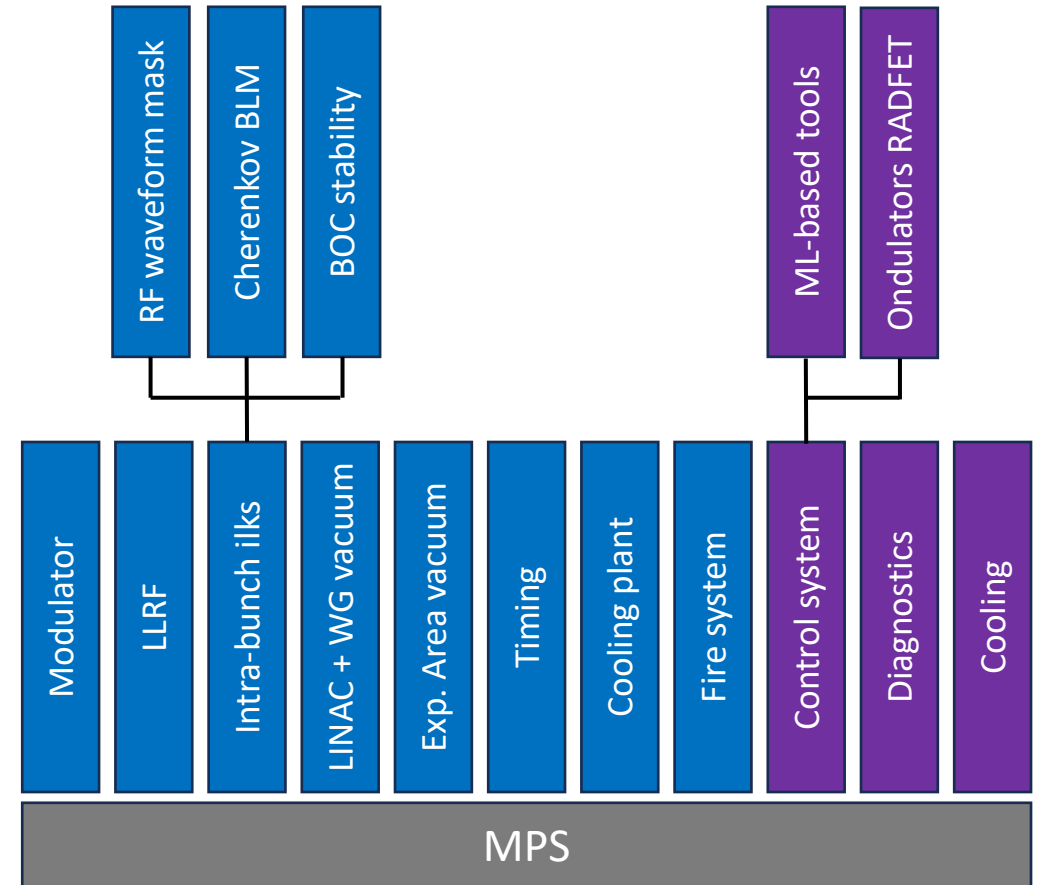 RF waveform mask
Cherenkov BLM
BOC stability
ML-based tools
Ondulators RADFET
Modulator
LLRF
Intra-bunch ilks
LINAC + WG vacuum
Exp. Area vacuum
Timing
Cooling plant
Fire system
Control system
Diagnostics
Cooling
MPS